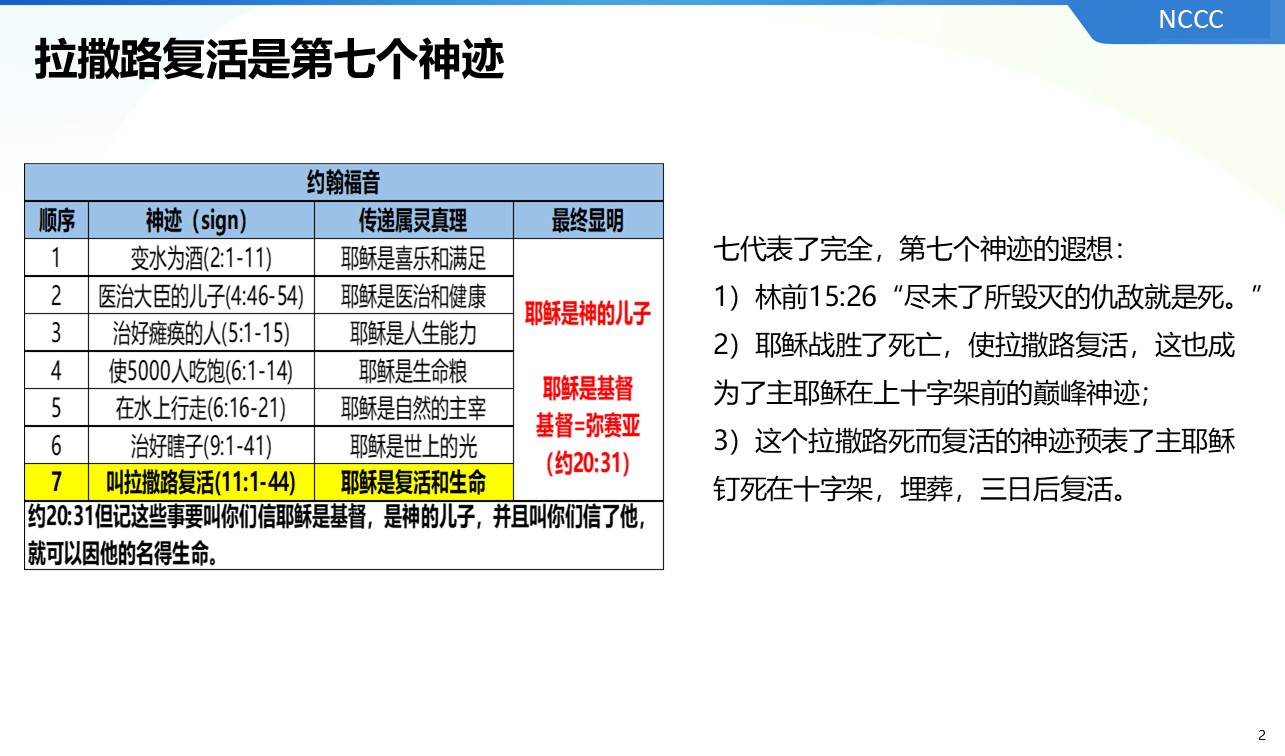 NCCC
拉撒路复活是第七个神迹
约翰福音
顺序 神迹（sign） 传递属灵真理 最终显明
1 变水为酒(2:1-11) 耶稣是喜乐和满足
2 医治大臣的儿子(4:46-54) 耶稣是医治和健康
耶稣是神的儿子
3 治好瘫痪的人(5:1-15) 耶稣是人生能力
4 使5000人吃饱(6:1-14) 耶稣是生命粮
耶稣是基督
5 在水上行走(6:16-21) 耶稣是自然的主宰
基督=弥赛亚
6 治好瞎子(9:1-41) 耶稣是世上的光
（约20:31）
7 叫拉撒路复活(11:1-44) 耶稣是复活和生命
约20:31但记这些事要叫你们信耶稣是基督，是神的儿子，并且叫你们信了他，
就可以因他的名得生命。
七代表了完全，第七个神迹的遐想：
1）林前15:26“尽末了所毁灭的仇敌就是死。”
2）耶稣战胜了死亡，使拉撒路复活，这也成
为了主耶稣在上十字架前的巅峰神迹；
3）这个拉撒路死而复活的神迹预表了主耶稣
钉死在十字架，埋葬，三日后复活。
2